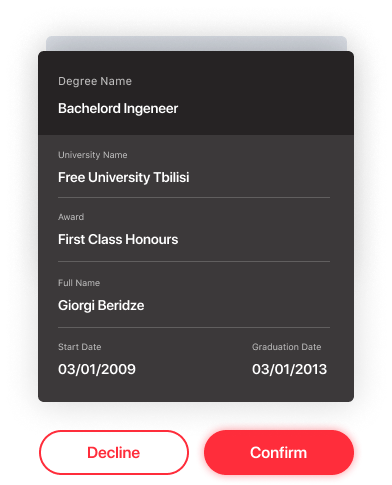 Degree Name
Bachelord Ingeneer
University Name
Free University Tbilisi
Award
First Class Honours
Full Name
Giorgi Beridze
Start Date Graduation Date
03/01/2009 03/01/2013
Decline Confirm